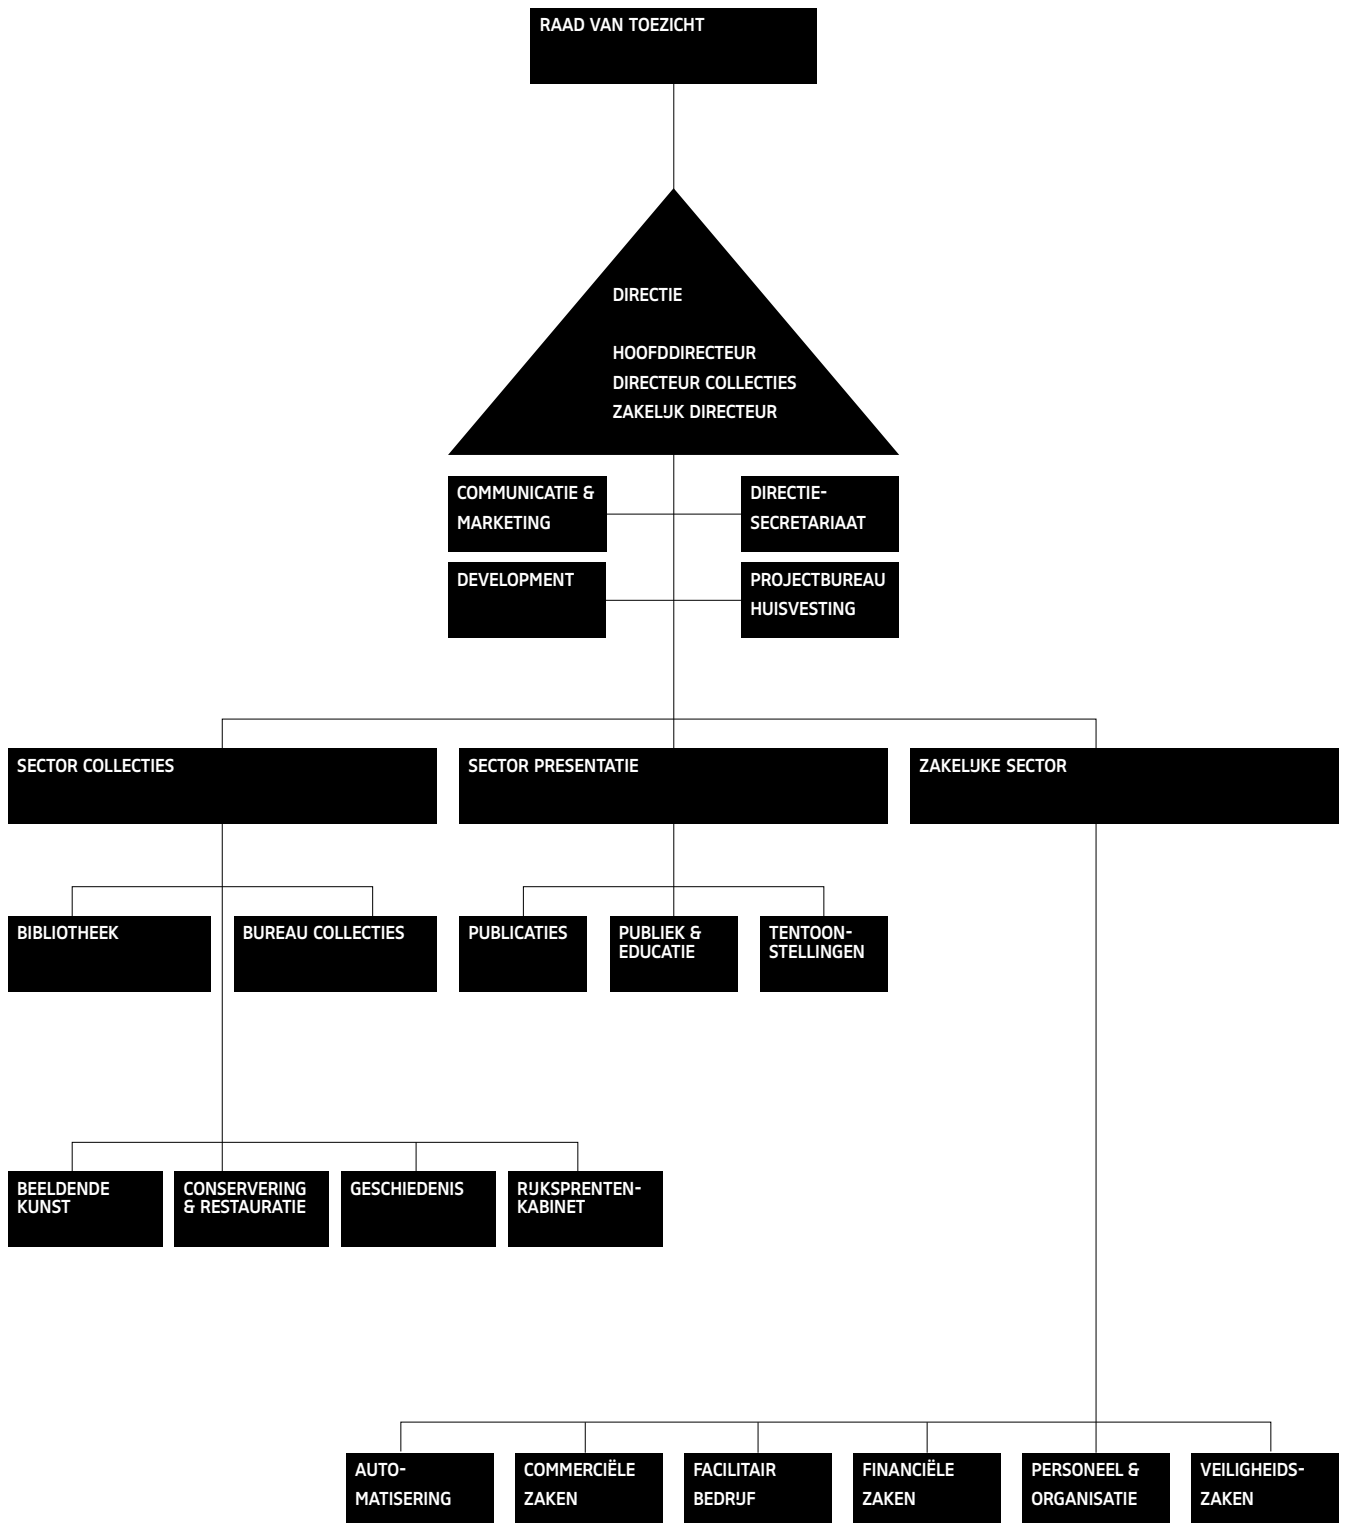 RAAD VAN TOEZICHT
DIRECTIE
HOOFDDIRECTEUR
DIRECTEUR COLLECTIES
ZAKELIJK DIRECTEUR
COMMUNICATIE &
MARKETING
DIRECTIE-
SECRETARIAAT
DEVELOPMENT
PROJECTBUREAU
HUISVESTING
SECTOR COLLECTIES
SECTOR PRESENTATIE
ZAKELIJKE SECTOR
BIBLIOTHEEK
BUREAU COLLECTIES
PUBLICATIES
PUBLIEK &
EDUCATIE
TENTOON-
STELLINGEN
BEELDENDE
KUNST
CONSERVERING
& RESTAURATIE
GESCHIEDENIS
RIJKSPRENTEN-
KABINET
AUTO-
MATISERING
COMMERCIËLE
ZAKEN
FACILITAIR
BEDRIJF
FINANCIËLE
ZAKEN
PERSONEEL &
ORGANISATIE
VEILIGHEIDS-
ZAKEN